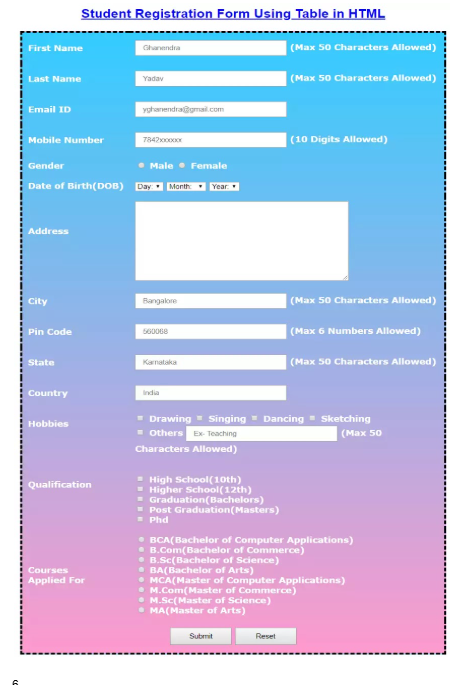 Student Registration Form Using Table in HTML
First Name Ghanendra (Max 50 Characters Allowed)
Last Name Yadav (Max 50 Characters Allowed)
Email ID yghanendra@gmail.com
Mobile Number 7842xxxxxx (10 Digits Allowed)
Gender Male Female
Date of Birth(DOB) Day: Month: Year:
Address
City Bangalore (Max 50 Characters Allowed)
Pin Code 560068 (Max 6 Numbers Allowed)
State Karnataka (Max 50 Characters Allowed)
Country India
Hobbies Drawing Singing Dancing Sketching
Others Ex- Teaching (Max 50
Characters Allowed)
Qualification
High School(10th)
Higher School(12th)
Graduation(Bachelors)
Post Graduation(Masters)
Phd
Courses
Applied For
BCA(Bachelor of Computer Applications)
B.Com(Bachelor of Commerce)
B.Sc(Bachelor of Science)
BA(Bachelor of Arts)
MCA(Master of Computer Applications)
M.Com(Master of Commerce)
M.Sc(Master of Science)
MA(Master of Arts)
Submit Reset